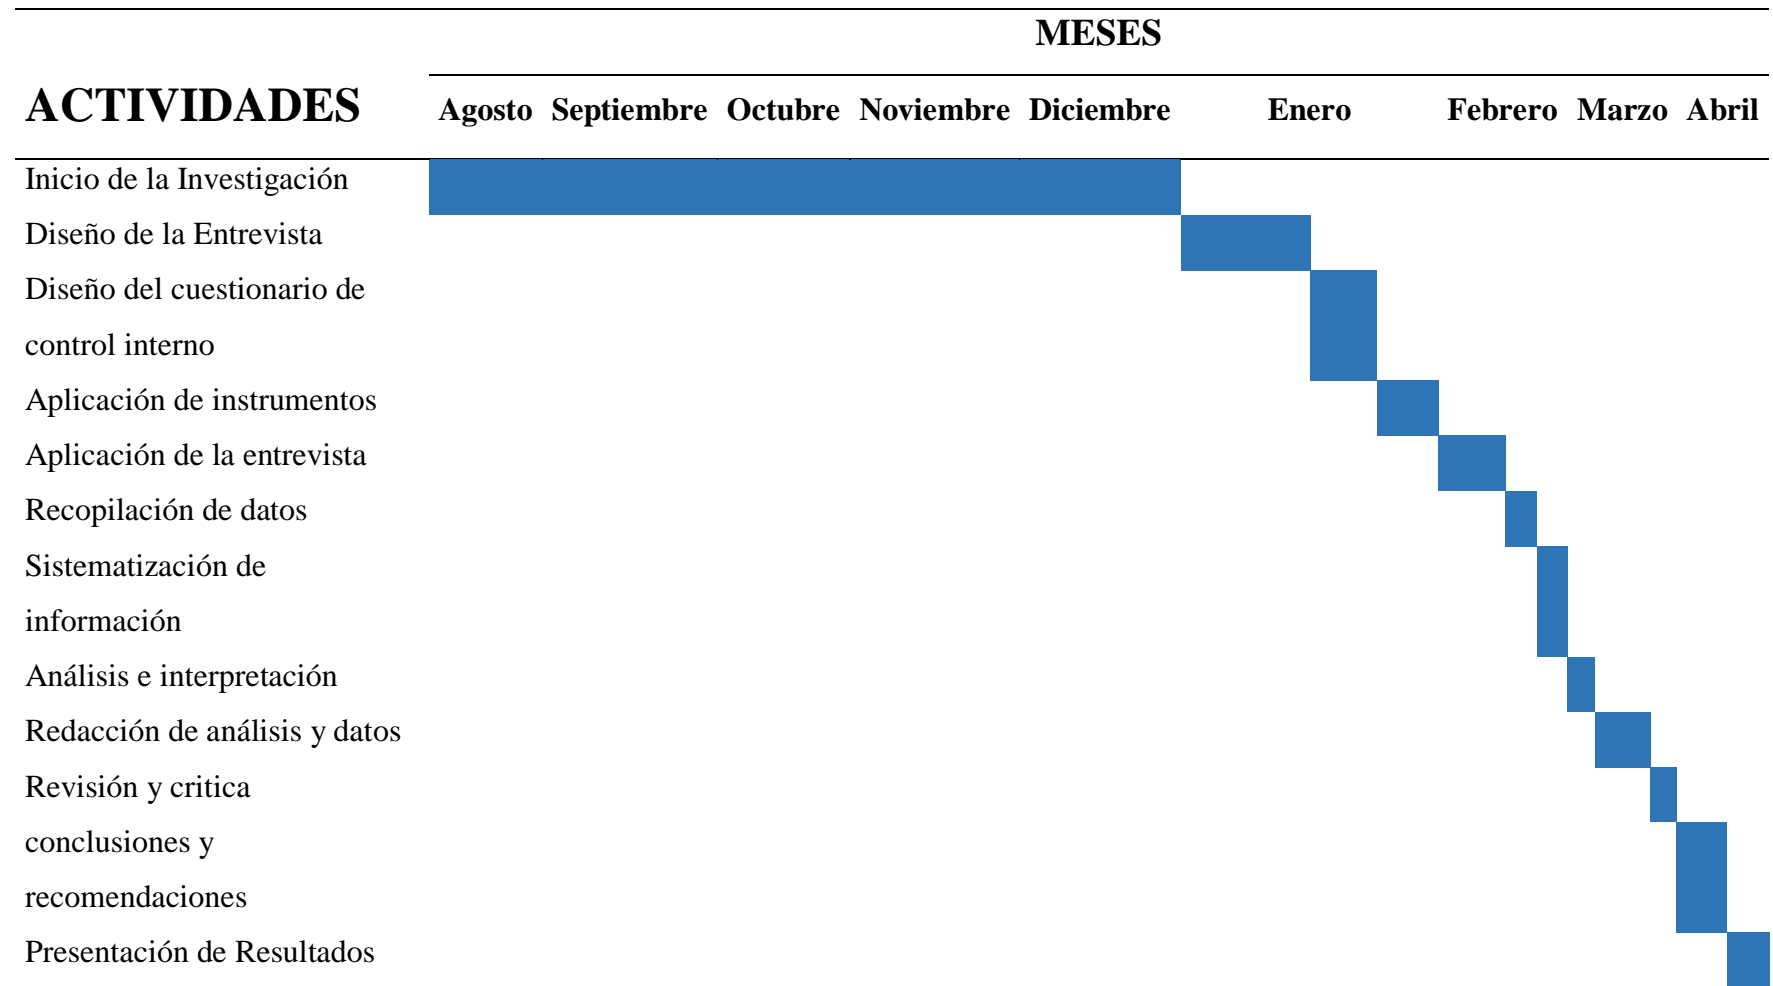 MESES
ACTIVIDADES
Agosto Septiembre Octubre Noviembre Diciembre Enero Febrero Marzo Abril
Inicio de la Investigación
Diseño de la Entrevista
Diseño del cuestionario de
control interno
Aplicación de instrumentos
Aplicación de la entrevista
Recopilación de datos
Sistematización de
información
Análisis e interpretación
Redacción de análisis y datos
Revisión y critica
conclusiones y
recomendaciones
Presentación de Resultados